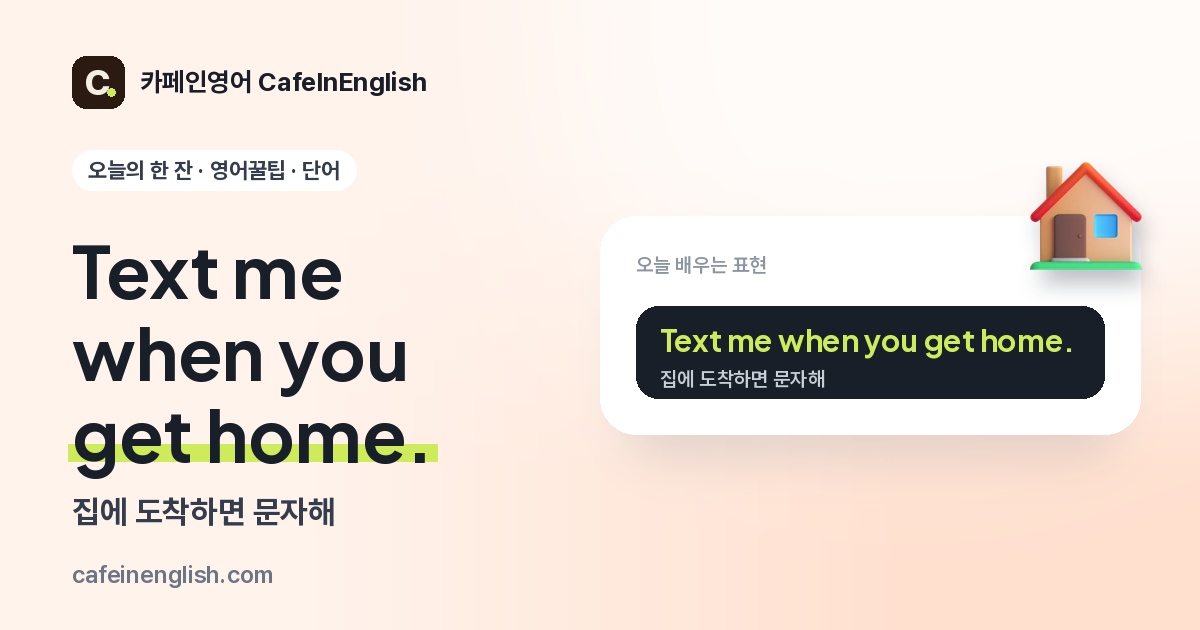 C
카페인영어 CafeInEnglish
오늘의 한 잔 · 영어꿀팁 · 단어
Text me
when you
get home.
집에 도착하면 문자해
cafeinenglish.com
오늘 배우는 표현
Text me when you get home.
집에 도착하면 문자해